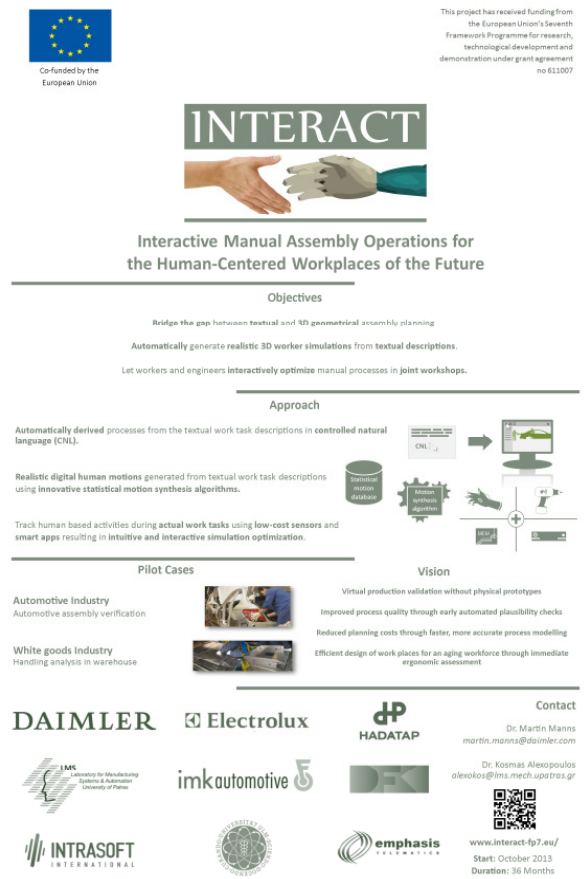 Co-funded by the
European Union
This project has received funding from
the European Union's Seventh
Framework Programme for research,
technological development and
demonstration under grant agreement
no 611007
INTERACT
Interactive Manual Assembly Operations for
the Human-Centered Workplaces of the Future
Objectives
Bridge the gap between textual and 3D geometrical assembly planning
Automatically generate realistic 3D worker simulations from textual descriptions.
Let workers and engineers interactively optimize manual processes in joint workshops.
Approach
Automatically derived processes from the textual work task descriptions in controlled natural
language (CNL).
CNL
Realistic digital human motions generated from textual work task descriptions
using innovative statistical motion synthesis algorithms.
Statistical
motion
database
Motion
synthesis
algorithm
Track human based activities during actual work tasks using low-cost sensors and
smart apps resulting in intuitive and interactive simulation optimization.
Pilot Cases
Automotive Industry
Automotive assembly verification
White goods Industry
Handling analysis in warehouse
Vision
Virtual production validation without physical prototypes
Improved process quality through early automated plausibility checks
Reduced planning costs through faster, more accurate process modelling
Efficient design of work places for an aging workforce through immediate
ergonomic assessment
DAIMLER
Electrolux
HADATAP
LMS
Laboratory for Manufacturing
Systems & Automation
University of Patras
imk automotive
DFK
INTRASOFT
INTERNATIONAL
emphasis
TELEMATICS
Contact
Dr. Martin Manns
martin.manns@daimler.com
Dr. Kosmas Alexopoulos
alexokos@lms.mech.upatras.gr
www.interact-fp7.eu/
Start: October 2013
Duration: 36 Months